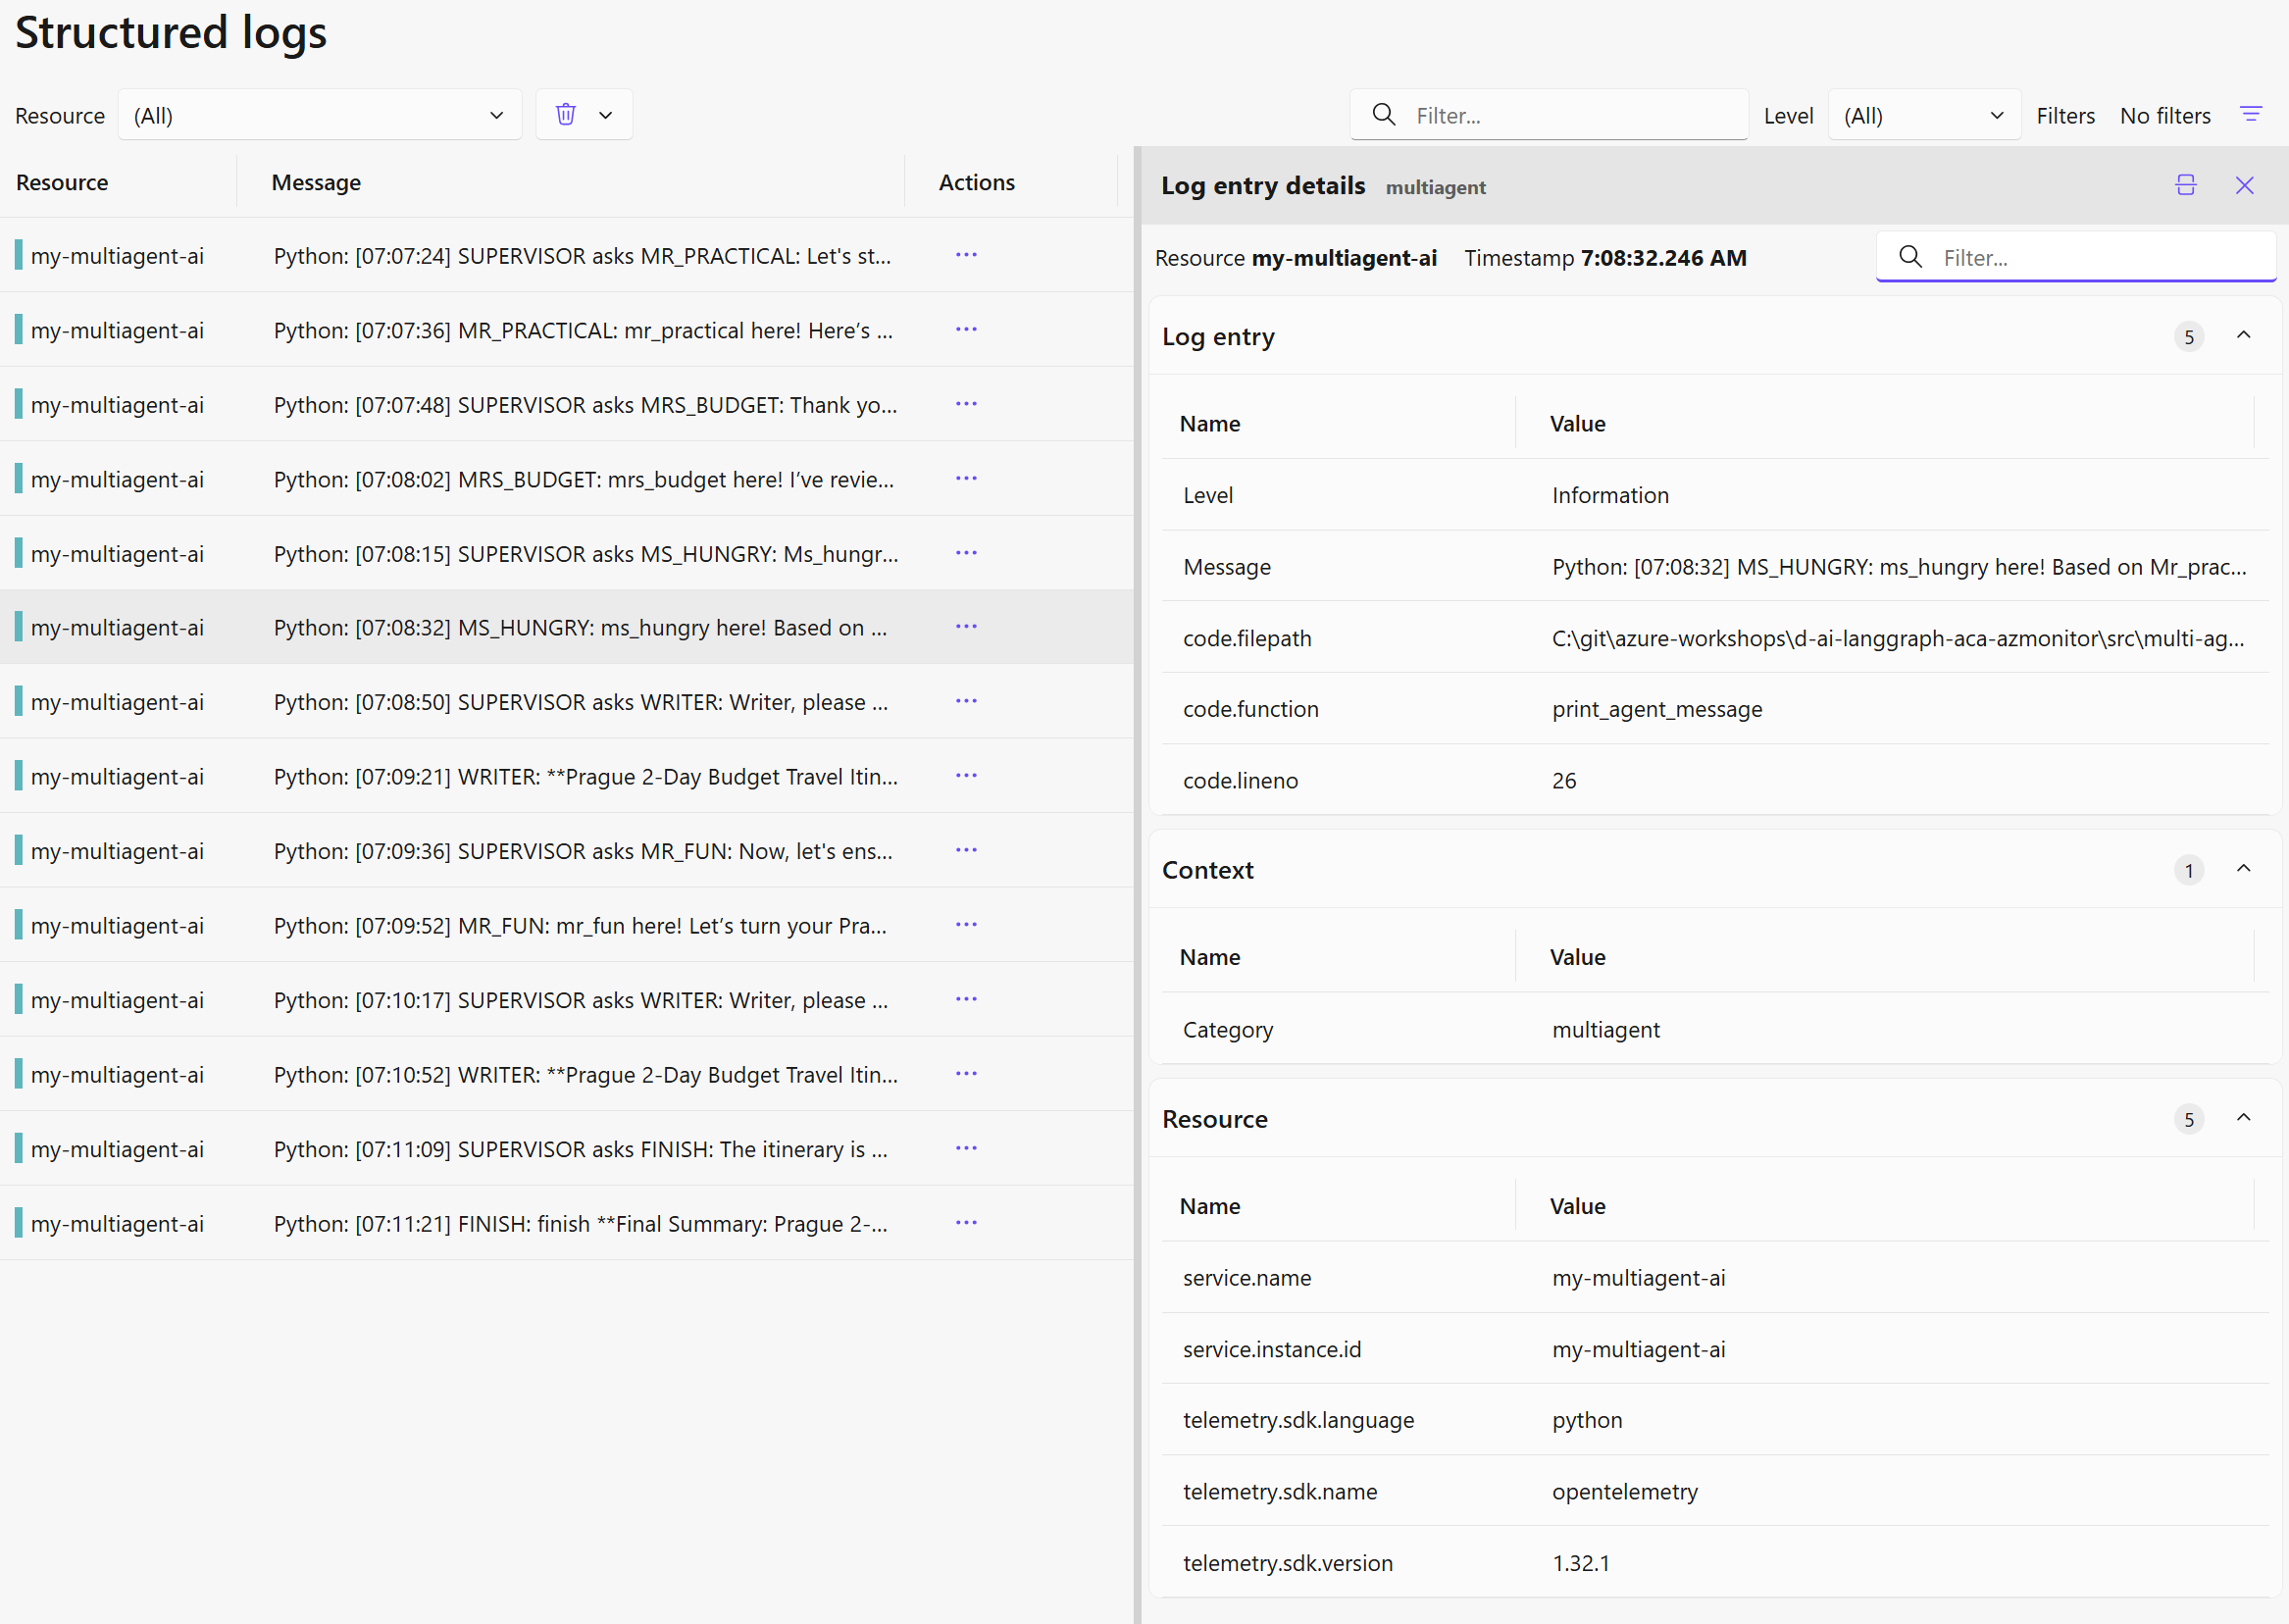 Structured logs
Resource (All) Filter... Level (All) Filters No filters
Resource Message Actions
my-multiagent-ai Python: [07:07:24] SUPERVISOR asks MR_PRACTICAL: Let's st...
my-multiagent-ai Python: [07:07:36] MR_PRACTICAL: mr_practical here! Here’s ...
my-multiagent-ai Python: [07:07:48] SUPERVISOR asks MRS_BUDGET: Thank yo...
my-multiagent-ai Python: [07:08:02] MRS_BUDGET: mrs_budget here! I’ve revie...
my-multiagent-ai Python: [07:08:15] SUPERVISOR asks MS_HUNGRY: Ms_hungr...
my-multiagent-ai Python: [07:08:32] MS_HUNGRY: ms_hungry here! Based on ...
my-multiagent-ai Python: [07:08:50] SUPERVISOR asks WRITER: Writer, please ...
my-multiagent-ai Python: [07:09:21] WRITER: **Prague 2-Day Budget Travel Itin...
my-multiagent-ai Python: [07:09:36] SUPERVISOR asks MR_FUN: Now, let's ens...
my-multiagent-ai Python: [07:09:52] MR_FUN: mr_fun here! Let’s turn your Pra...
my-multiagent-ai Python: [07:10:17] SUPERVISOR asks WRITER: Writer, please ...
my-multiagent-ai Python: [07:10:52] WRITER: **Prague 2-Day Budget Travel Itin...
my-multiagent-ai Python: [07:11:09] SUPERVISOR asks FINISH: The itinerary is ...
my-multiagent-ai Python: [07:11:21] FINISH: finish **Final Summary: Prague 2-...
Log entry details multiagent
Resource my-multiagent-ai Timestamp 7:08:32.246 AM Filter...
Log entry 5
Name Value
Level Information
Message Python: [07:08:32] MS_HUNGRY: ms_hungry here! Based on Mr_prac...
code.filepath C:\git\azure-workshops\d-ai-langgraph-aca-azmonitor\src\multi-ag...
code.function print_agent_message
code.lineno 26
Context 1
Name Value
Category multiagent
Resource 5
Name Value
service.name my-multiagent-ai
service.instance.id my-multiagent-ai
telemetry.sdk.language python
telemetry.sdk.name opentelemetry
telemetry.sdk.version 1.32.1